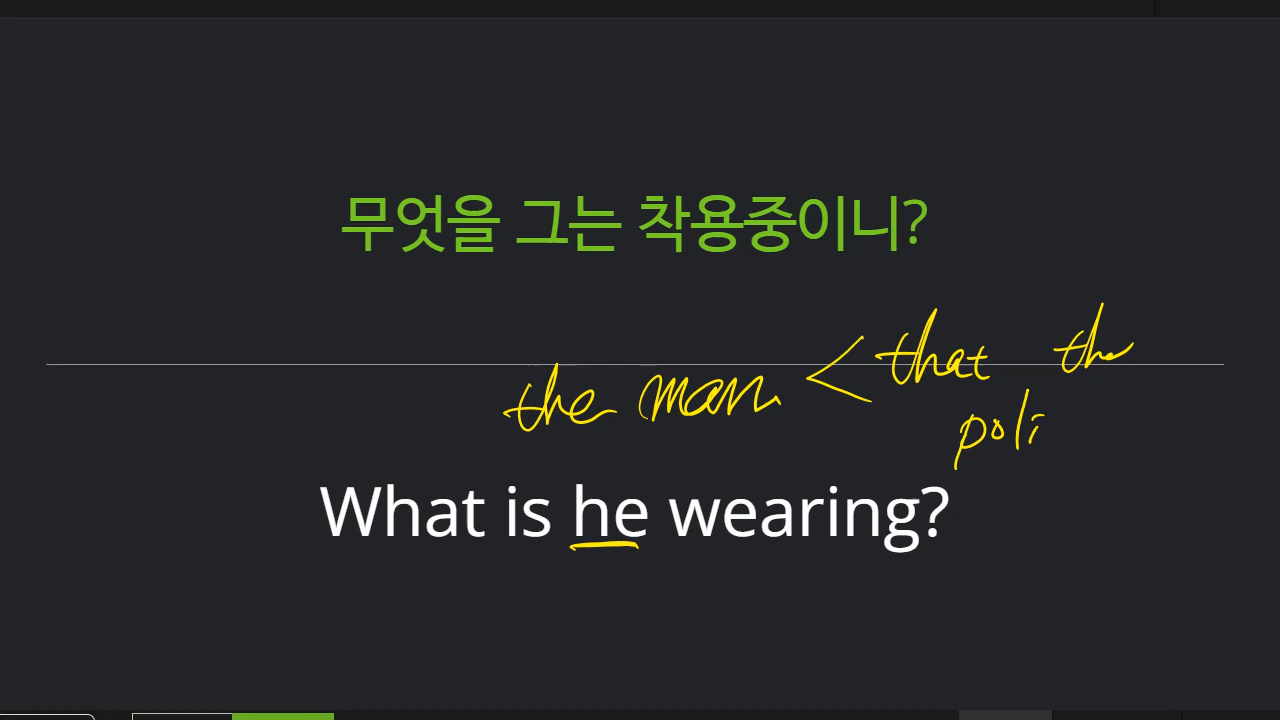 무엇을 그는 착용중이니?
the man < that the
poli
What is he wearing?